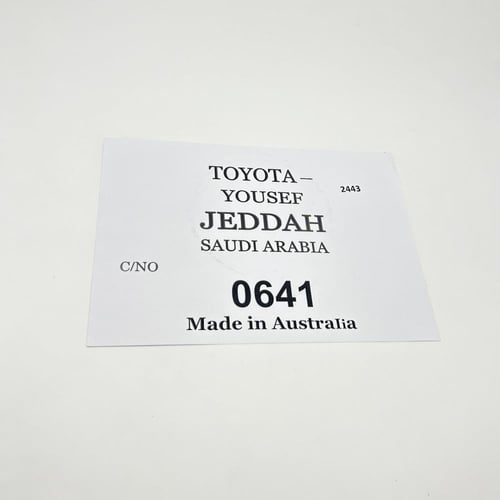 TOYOTA—
2443
YOUSEF
JEDDAH
SAUDI ARABIA
C/NO
0641
Made in Australia